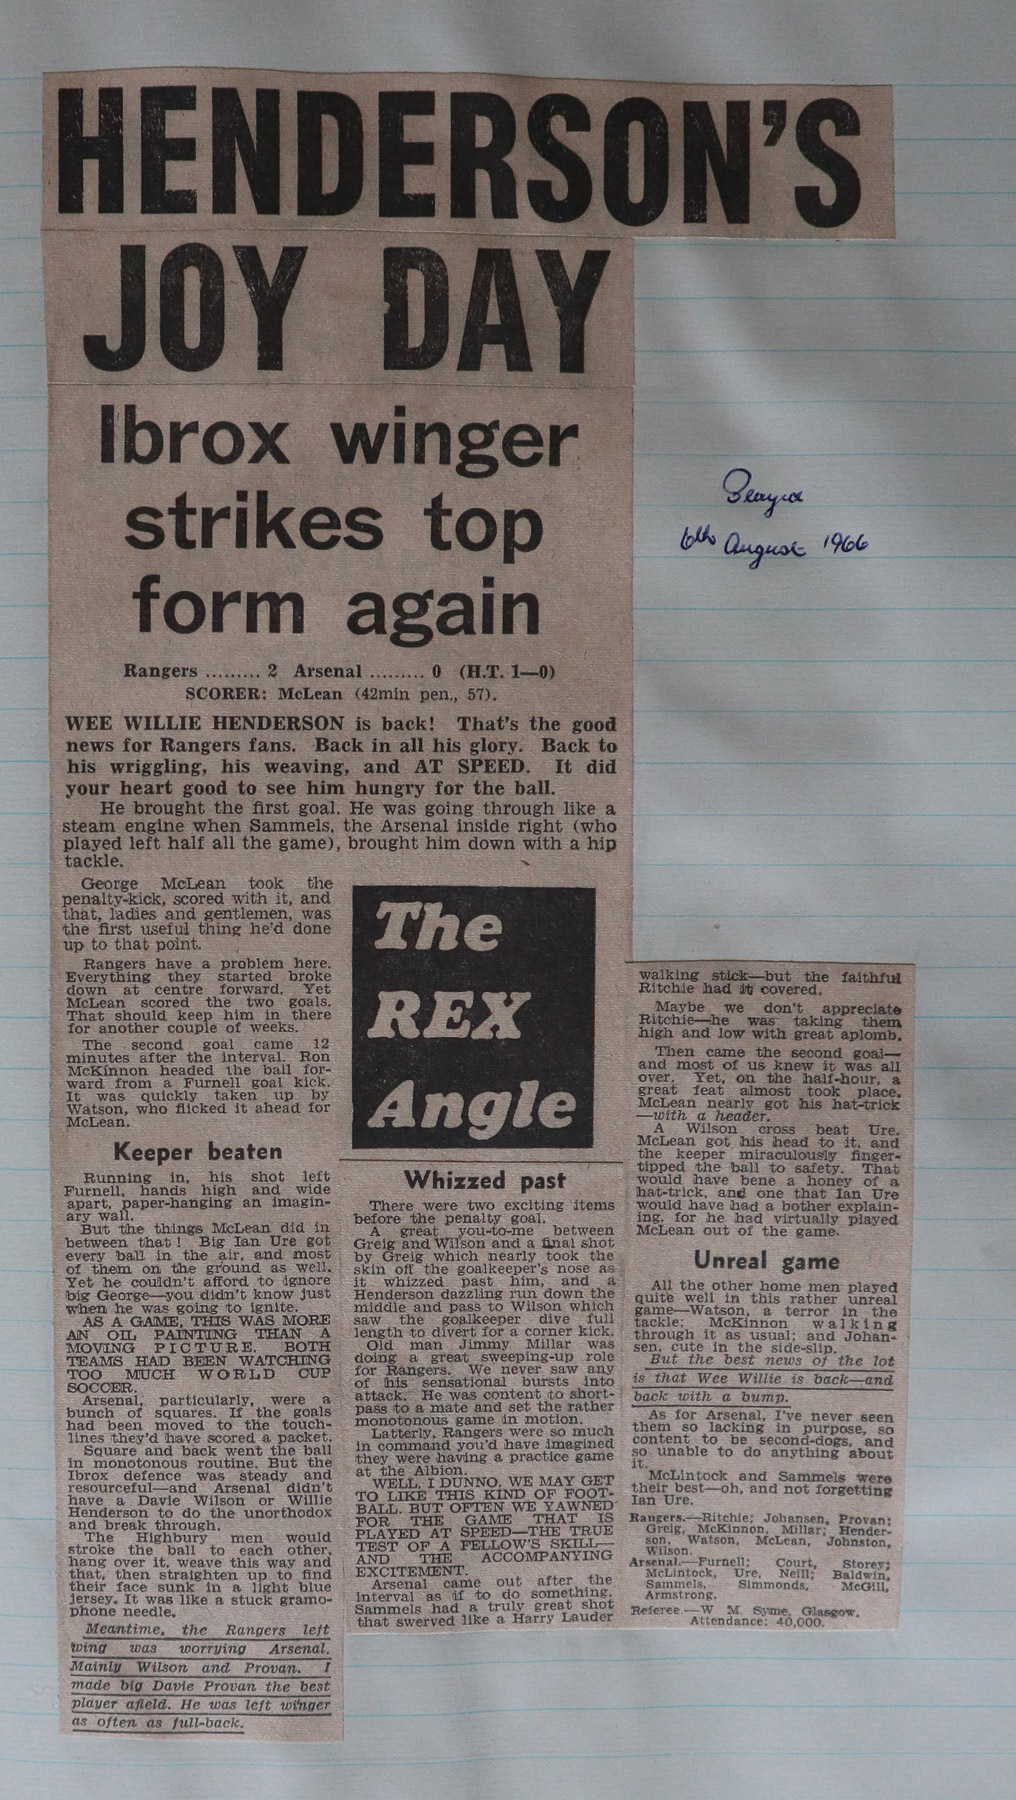 HENDERSON'S
JOY DAY
Ibrox winger
strikes top
form again
Rangers ......... 2 Arsenal ......... 0 (H.T. 1—0)
SCORER: McLean (42min pen., 57).
WEE WILLIE HENDERSON is back! That's the good
news for Rangers fans. Back in all his glory. Back to
his wriggling, his weaving, and AT SPEED. It did
your heart good to see him hungry for the ball.
He brought the first goal. He was going through like a
steam engine when Sammels, the Arsenal inside right (who
played left half all the game), brought him down with a hip
tackle.
George McLean took the
penalty-kick, scored with it, and
that, ladies and gentlemen, was
the first useful thing he'd done
up to that point.
Rangers have a problem here.
Everything they started broke
down at centre forward. Yet
McLean scored the two goals.
That should keep him in there
for another couple of weeks.
The second goal came 12
minutes after the interval. Ron
McKinnon headed the ball for-
ward from a Furnell goal kick.
It was quickly taken up by
Watson, who flicked it ahead for
McLean.
Keeper beaten
Running in, his shot left
Furnell, hands high and wide
apart, paper-hanging an imagin-
ary wall.
But the things McLean did in
between that! Big Ian Ure got
every ball in the air, and most
of them on the ground as well.
Yet he couldn't afford to ignore
big George—you didn't know just
when he was going to ignite.
AS A GAME, THIS WAS MORE
AN OIL PAINTING THAN A
MOVING PICTURE. BOTH
TEAMS HAD BEEN WATCHING
TOO MUCH WORLD CUP
SOCCER.
Arsenal, particularly, were a
bunch of squares. If the goals
had been moved to the touch-
lines they'd have scored a packet.
Square and back went the ball
in monotonous routine. But the
Ibrox defence was steady and
resourceful—and Arsenal didn't
have a Davie Wilson or Willie
Henderson to do the unorthodox
and break through.
The Highbury men would
stroke the ball to each other,
hang over it, weave this way and
that, then straighten up to find
their face sunk in a light blue
jersey. It was like a stuck gramo-
phone needle.
Meantime, the Rangers left
wing was worrying Arsenal.
Mainly Wilson and Provan. I
made big Davie Provan the best
player afield. He was left winger
as often as full-back.
The
REX
Angle
Whizzed past
There were two exciting items
before the penalty goal.
A great you-to-me between
Greig and Wilson and a final shot
by Greig which nearly took the
skin off the goalkeeper's nose as
it whizzed past him, and a
Henderson dazzling run down the
middle and pass to Wilson which
saw the goalkeeper dive full
length to divert for a corner kick.
Old man Jimmy Millar was
doing a great sweeping-up role
for Rangers. We never saw any
of his sensational bursts into
attack. He was content to short-
pass to a mate and set the rather
monotonous game in motion.
Latterly, Rangers were so much
in command you'd have imagined
they were having a practice game
at the Albion.
WELL, I DUNNO. WE MAY GET
TO LIKE THIS KIND OF FOOT-
BALL. BUT OFTEN WE YAWNED
FOR THE GAME THAT IS
PLAYED AT SPEED—THE TRUE
TEST OF A FELLOW'S SKILL—
AND THE ACCOMPANYING
EXCITEMENT.
Arsenal came out after the
interval as if to do something.
Sammels had a truly great shot
that swerved like a Harry Lauder
walking stick—but the faithful
Ritchie had it covered.
Maybe we don't appreciate
Ritchie—he was taking them
high and low with great aplomb.
Then came the second goal—
and most of us knew it was all
over. Yet, on the half-hour, a
great feat almost took place.
McLean nearly got his hat-trick
—with a header.
A Wilson cross beat Ure.
McLean got his head to it, and
the keeper miraculously finger-
tipped the ball to safety. That
would have bene a honey of a
hat-trick, and one that Ian Ure
would have had a bother explain-
ing, for he had virtually played
McLean out of the game.
Unreal game
All the other home men played
quite well in this rather unreal
game—Watson, a terror in the
tackle; McKinnon walking
through it as usual; and Johan-
sen, cute in the side-slip.
But the best news of the lot
is that Wee Willie is back—and
back with a bump.
As for Arsenal, I've never seen
them so lacking in purpose, so
content to be second-dogs, and
so unable to do anything about
it.
McLintock and Sammels were
their best—oh, and not forgetting
Ian Ure.
Rangers.—Ritchie; Johansen, Provan;
Greig, McKinnon, Millar; Hender-
son, Watson, McLean, Johnston,
Wilson.
Arsenal.—Furnell; Court, Storey;
McLintock, Ure, Neill; Baldwin,
Sammels, Simmonds, McGill,
Armstrong.
Referee.—W. M. Syme, Glasgow.
Attendance: 40,000.
6th August 1966